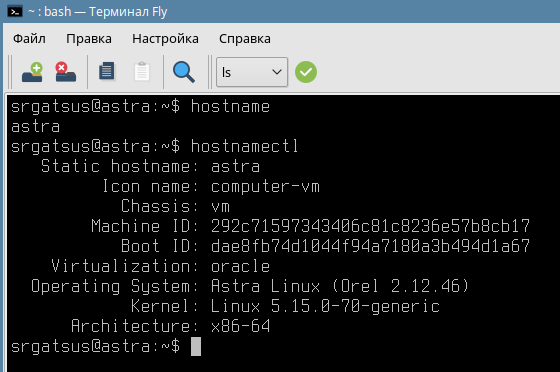 ~ : bash — Терминал Fly
Файл Правка Настройка Справка
ls
srgatsus@astra:~$ hostname
astra
srgatsus@astra:~$ hostnamectl
Static hostname: astra
Icon name: computer-vm
Chassis: vm
Machine ID: 292c71597343406c81c8236e57b8cb17
Boot ID: dae8fb74d1044f94a7180a3b494d1a67
Virtualization: oracle
Operating System: Astra Linux (Orel 2.12.46)
Kernel: Linux 5.15.0-70-generic
Architecture: x86-64
srgatsus@astra:~$